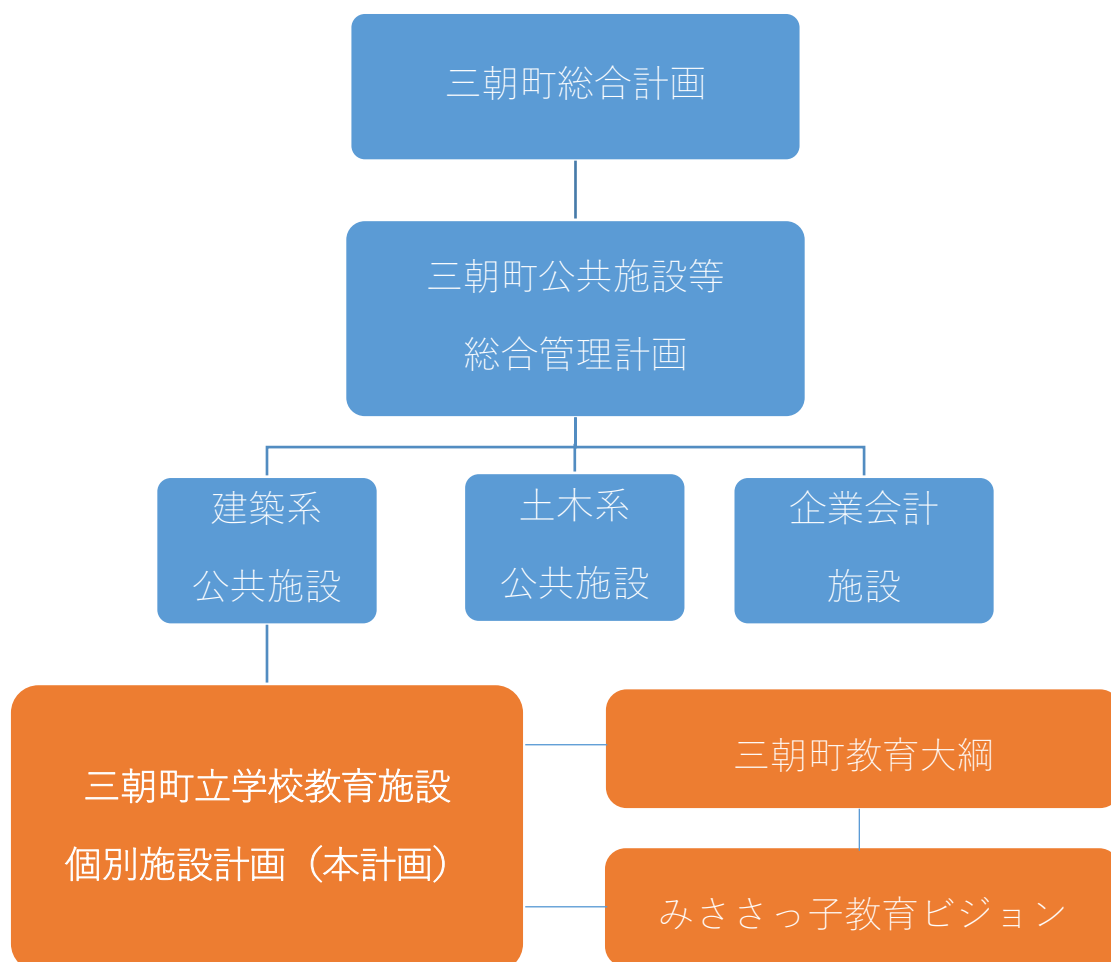 三朝町総合計画
三朝町公共施設等
総合管理計画
建築系
公共施設
土木系
公共施設
企業会計
施設
三朝町立学校教育施設
個別施設計画（本計画）
三朝町教育大綱
みささっ子教育ビジョン